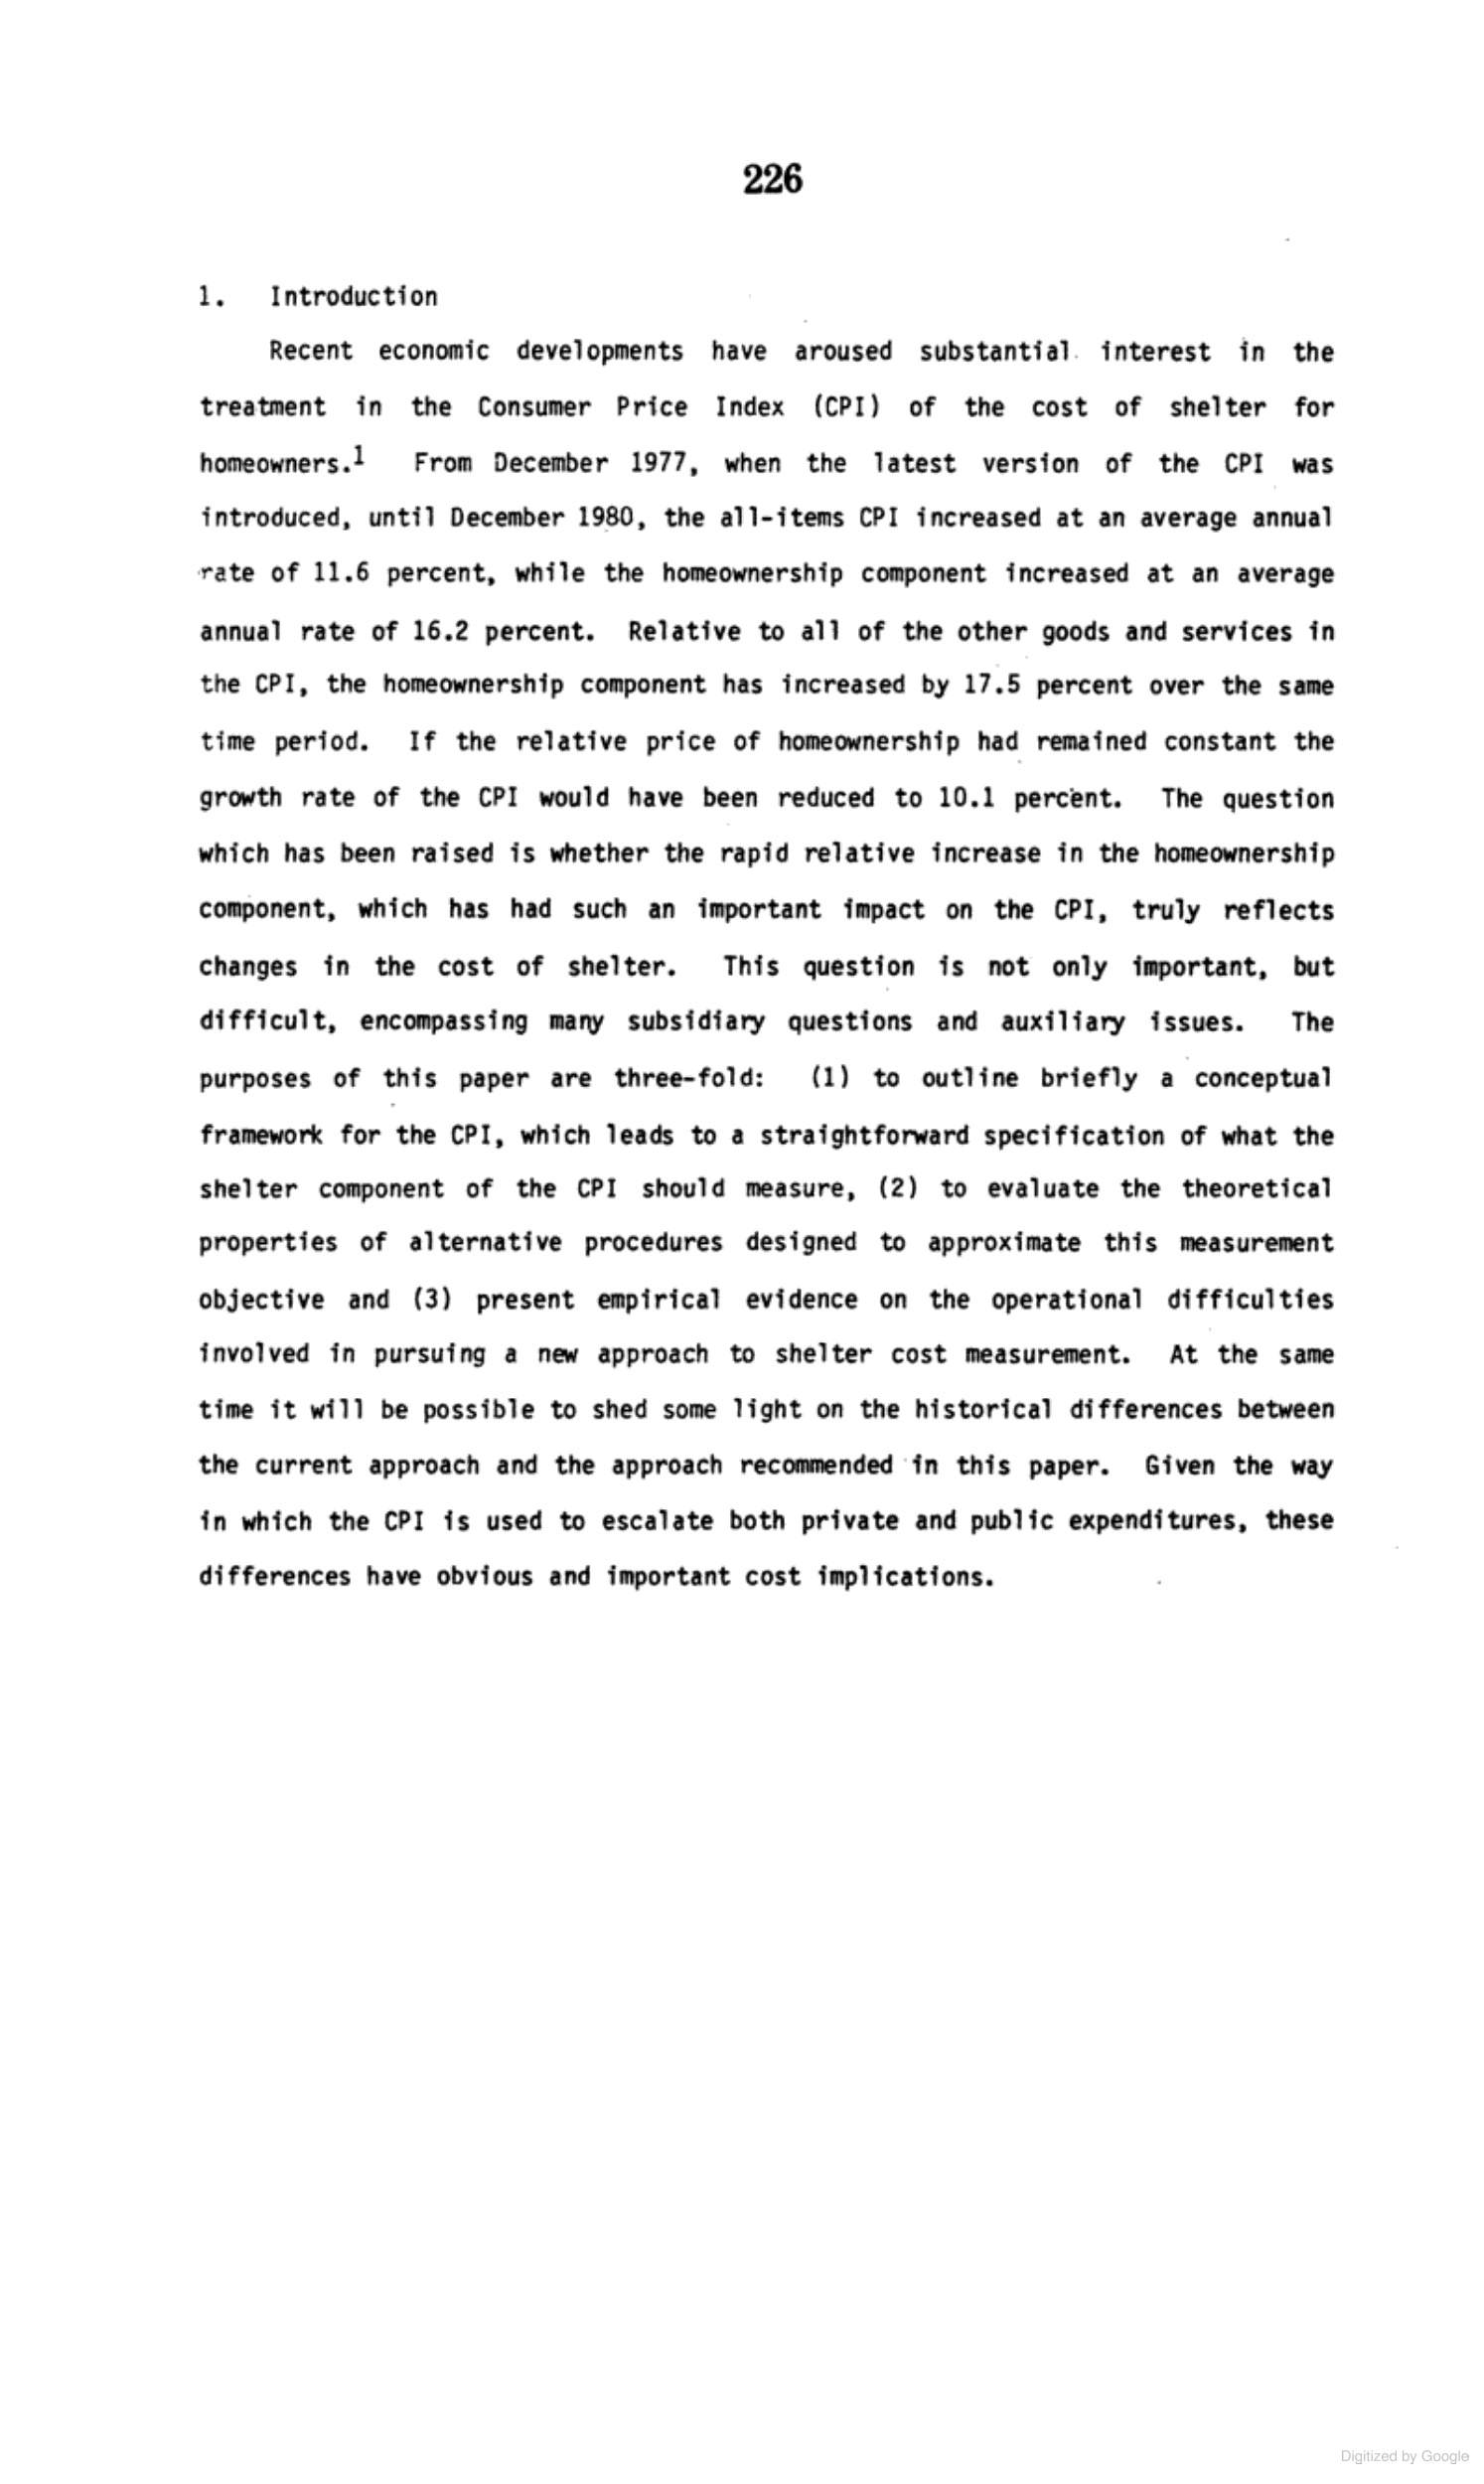 226
1. Introduction
Recent economic developments have aroused substantial interest in the
treatment in the Consumer Price Index (CPI) of the cost of shelter for
homeowners.1 From December 1977, when the latest version of the CPI was
introduced, until December 1980, the all-items CPI increased at an average annual
rate of 11.6 percent, while the homeownership component increased at an average
annual rate of 16.2 percent. Relative to all of the other goods and services in
the CPI, the homeownership component has increased by 17.5 percent over the same
time period. If the relative price of homeownership had remained constant the
growth rate of the CPI would have been reduced to 10.1 percent. The question
which has been raised is whether the rapid relative increase in the homeownership
component, which has had such an important impact on the CPI, truly reflects
changes in the cost of shelter. This question is not only important, but
difficult, encompassing many subsidiary questions and auxiliary issues. The
purposes of this paper are three-fold: (1) to outline briefly a conceptual
framework for the CPI, which leads to a straightforward specification of what the
shelter component of the CPI should measure, (2) to evaluate the theoretical
properties of alternative procedures designed to approximate this measurement
objective and (3) present empirical evidence on the operational difficulties
involved in pursuing a new approach to shelter cost measurement. At the same
time it will be possible to shed some light on the historical differences between
the current approach and the approach recommended in this paper. Given the way
in which the CPI is used to escalate both private and public expenditures, these
differences have obvious and important cost implications.
Digitized by Google